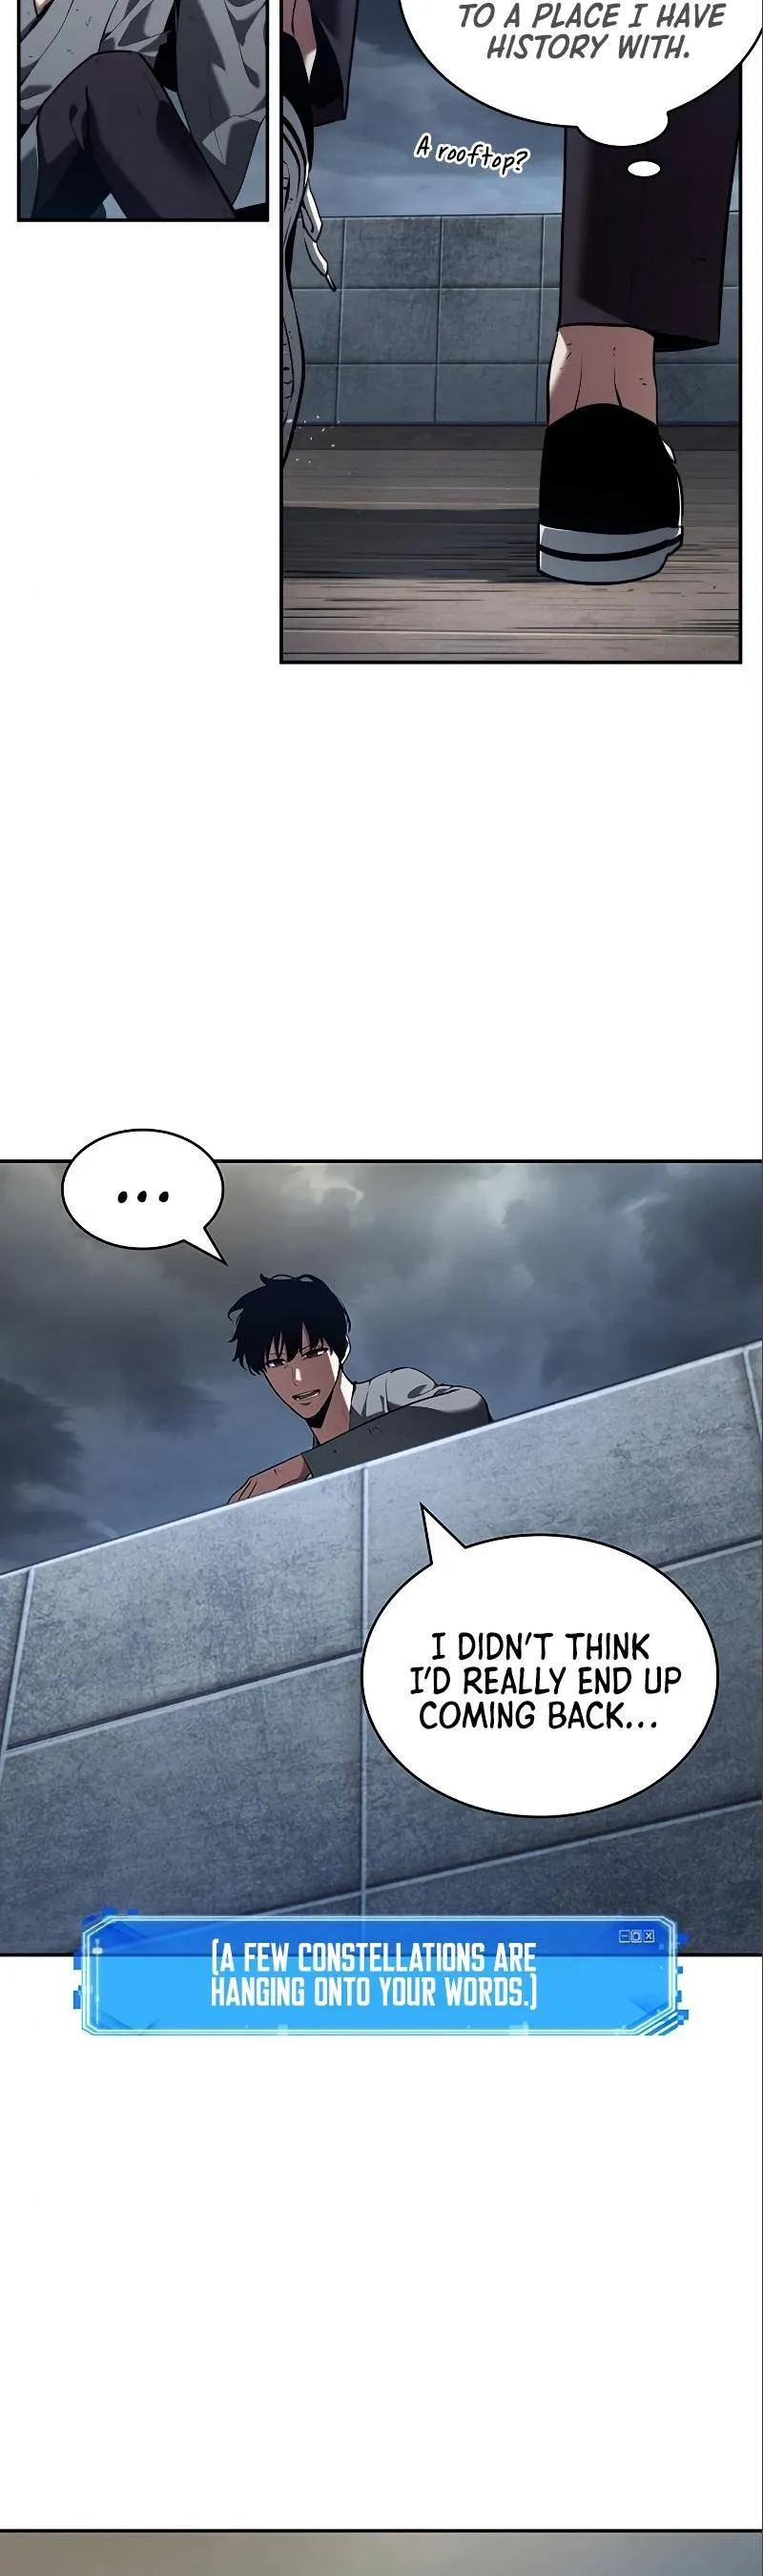 TO A PLACE I HAVE
HISTORY WITH.
A rooftop?
...
I DIDN'T THINK
I'D REALLY END UP
COMING BACK...
[A FEW CONSTELLATIONS ARE
HANGING ONTO YOUR WORDS.]